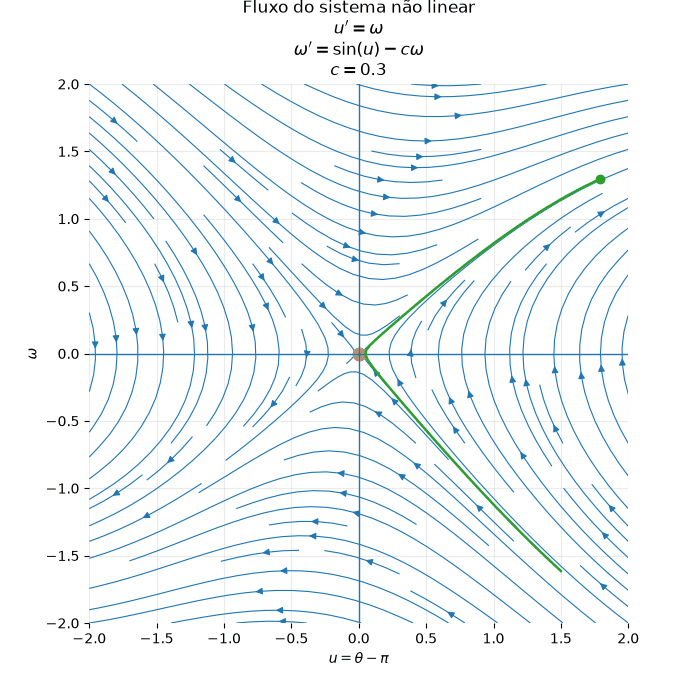 Fluxo do sistema não linear
u′ = ω
ω′ = sin(u) − cω
c = 0.3
2.0
1.5
1.0
0.5
0.0
−0.5
−1.0
−1.5
−2.0
ω
−2.0 −1.5 −1.0 −0.5 0.0 0.5 1.0 1.5 2.0
u = θ − π